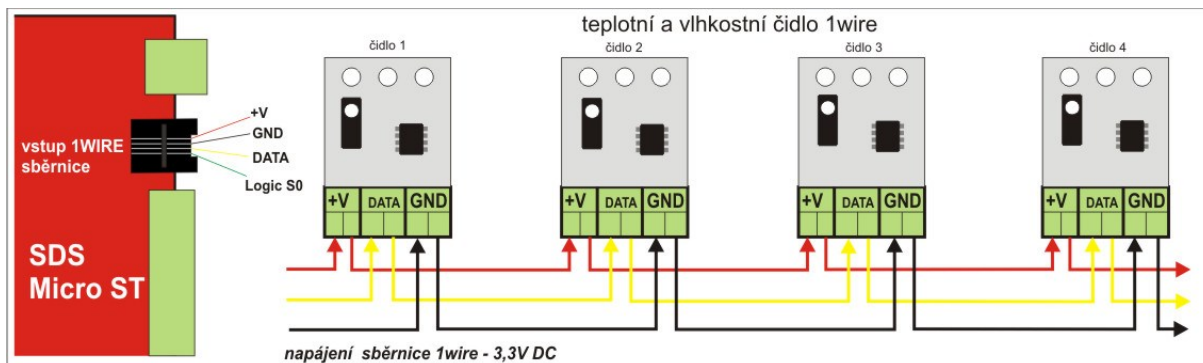 teplotní a vlhkostní čidlo 1wire
čidlo 1
čidlo 2
čidlo 3
čidlo 4
+V
GND
DATA
Logic S0
vstup 1WIRE
sběrnice
SDS
Micro ST
+V DATA GND
+V DATA GND
+V DATA GND
+V DATA GND
napájení sběrnice 1wire - 3,3V DC